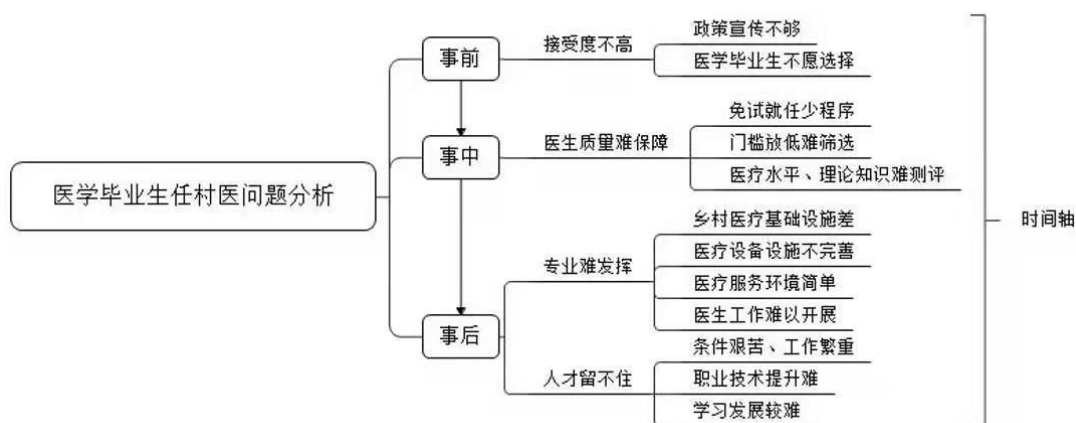 医学毕业生任村医问题分析
事前
接受度不高
政策宣传不够
医学毕业生不愿选择
事中
医生质量难保障
免试就任少程序
门槛放低难筛选
医疗水平、理论知识难测评
事后
专业难发挥
乡村医疗基础设施差
医疗设备设施不完善
医疗服务环境简单
医生工作难以开展
人才留不住
条件艰苦、工作繁重
职业技术提升难
学习发展较难
时间轴